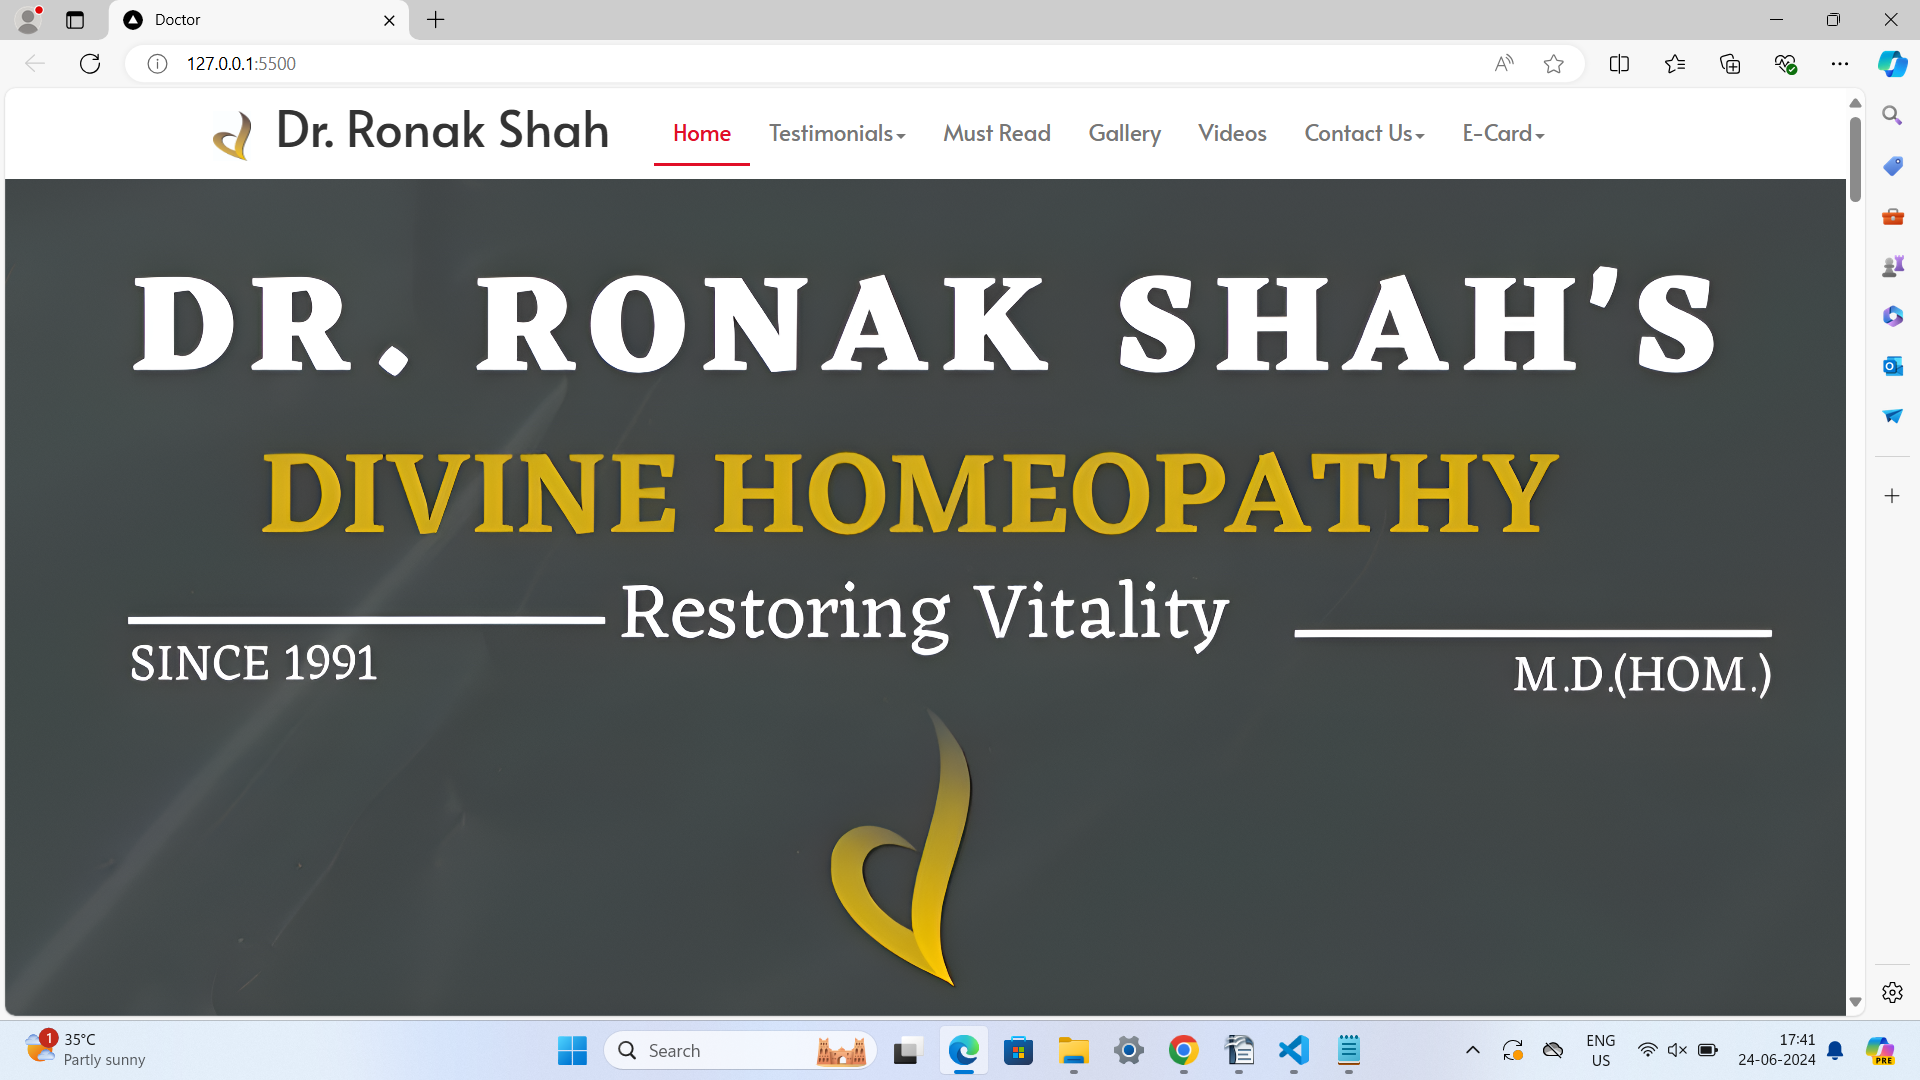 Doctor
127.0.0.1:5500
Dr. Ronak Shah
Home
Testimonials
Must Read
Gallery
Videos
Contact Us
E-Card
DR. RONAK SHAH'S
DIVINE HOMEOPATHY
Restoring Vitality
SINCE 1991
M.D.(HOM.)
1
35°C
Partly sunny
Search
ENG
US
17:41
24-06-2024
PRE